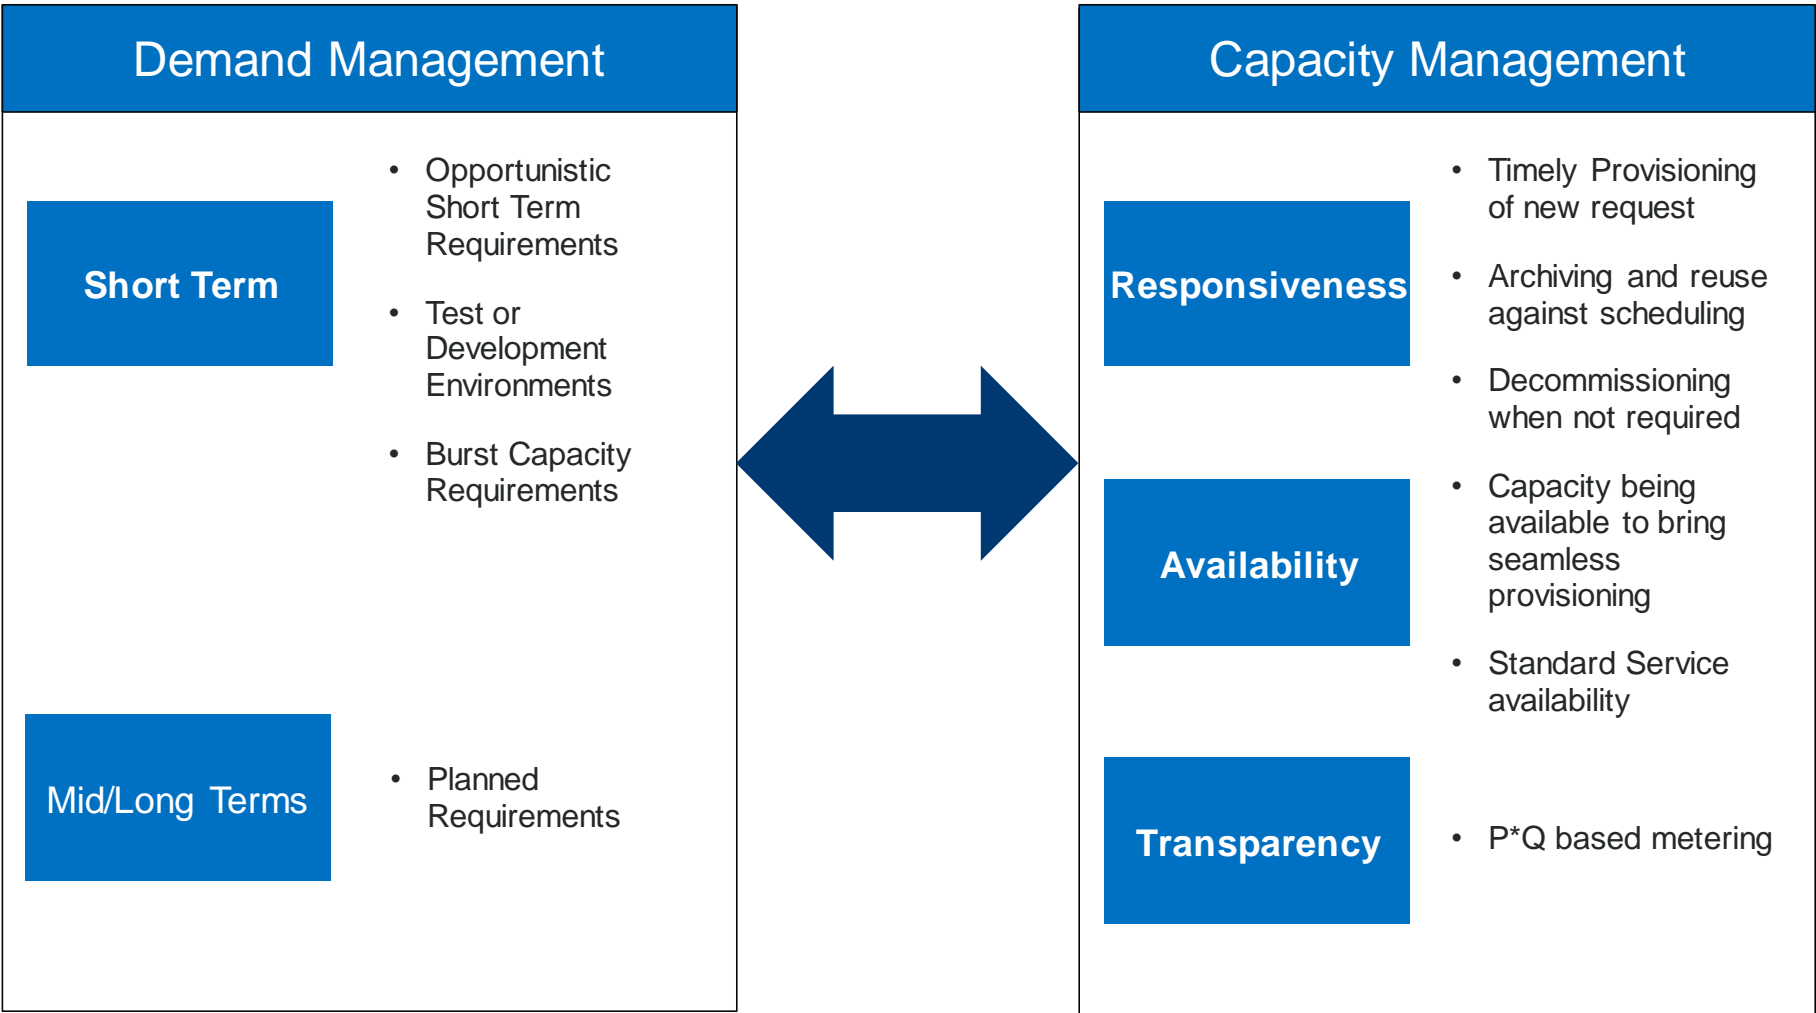 Demand Management
Short Term
• Opportunistic
Short Term
Requirements
• Test or
Development
Environments
• Burst Capacity
Requirements
Mid/Long Terms
• Planned
Requirements
Capacity Management
Responsiveness
• Timely Provisioning
of new request
• Archiving and reuse
against scheduling
• Decommissioning
when not required
Availability
• Capacity being
available to bring
seamless
provisioning
• Standard Service
availability
Transparency
• P*Q based metering